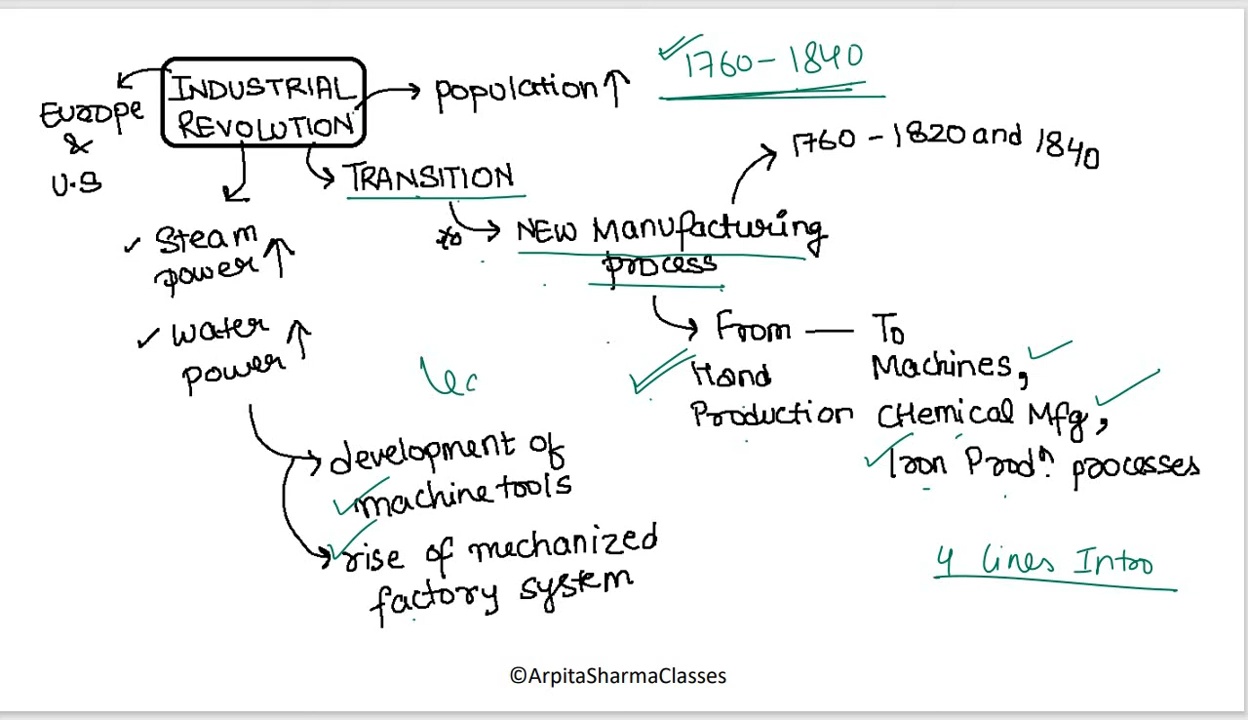 1760-1840
INDUSTRIAL
REVOLUTION
Population↑
Europe
&
U.S
1760 - 1820 and 1840
TRANSITION
to
NEW Manufacturing
process
Steam
power↑
Water
power↑
From — To
Hand
Production
Machines,
CHemical Mfg,
Iron Prodⁿ. processes
development of
machine tools
rise of mechanized
factory system
4 lines Intro
©ArpitaSharmaClasses